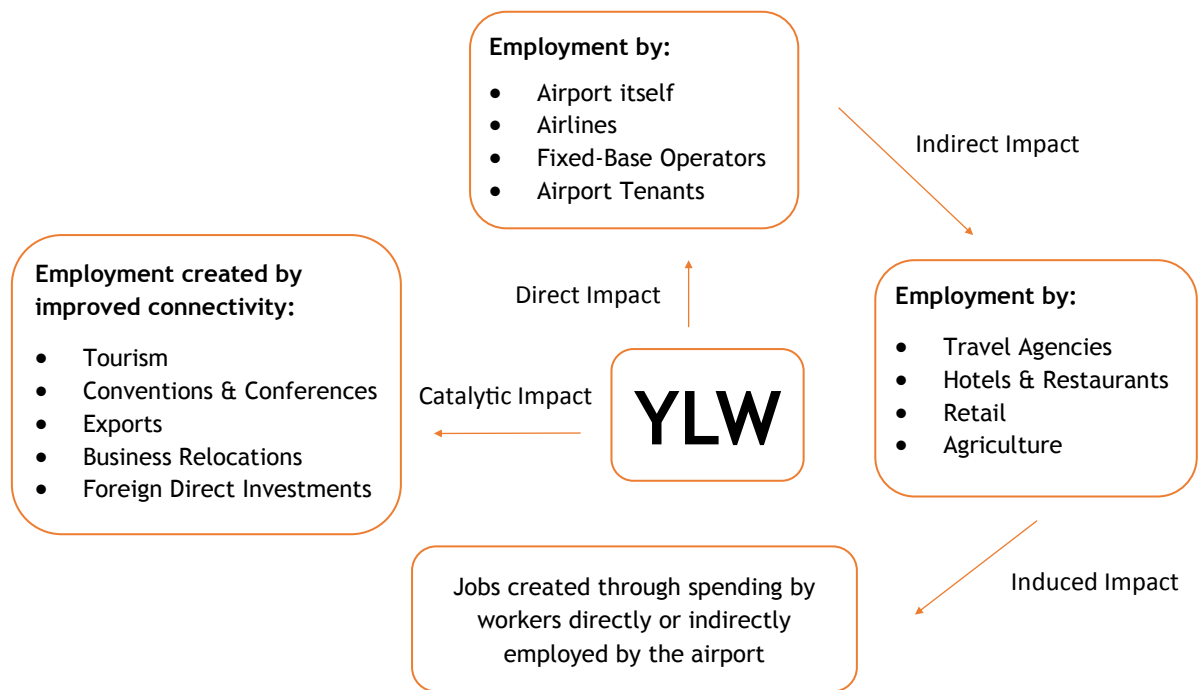 Employment by:
• Airport itself
• Airlines
• Fixed-Base Operators
• Airport Tenants
Indirect Impact
Employment created by
improved connectivity:
• Tourism
• Conventions & Conferences
• Exports
• Business Relocations
• Foreign Direct Investments
Direct Impact
Catalytic Impact
YLW
Employment by:
• Travel Agencies
• Hotels & Restaurants
• Retail
• Agriculture
Induced Impact
Jobs created through spending by
workers directly or indirectly
employed by the airport